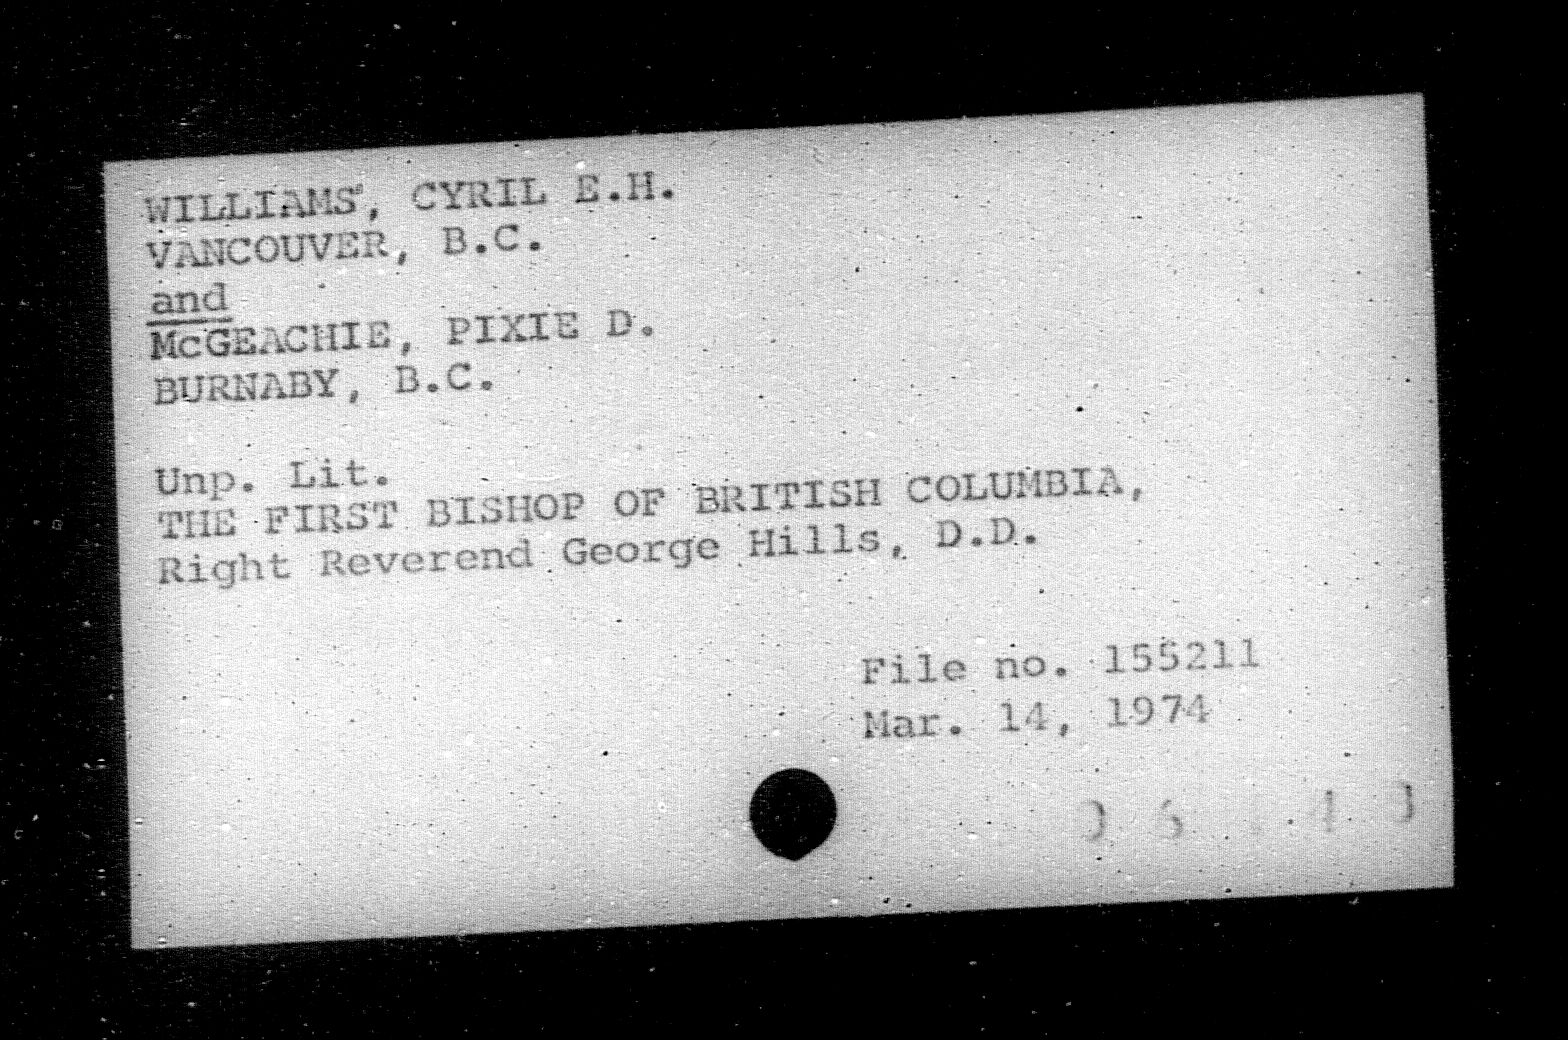 WILLIAMS, CYRIL E.H.
VANCOUVER, B.C.
and
McGEACHIE, PIXIE D.
BURNABY, B.C.
Unp. Lit.
THE FIRST BISHOP OF BRITISH COLUMBIA,
Right Reverend George Hills, D.D.
File no. 155211
Mar. 14, 1974